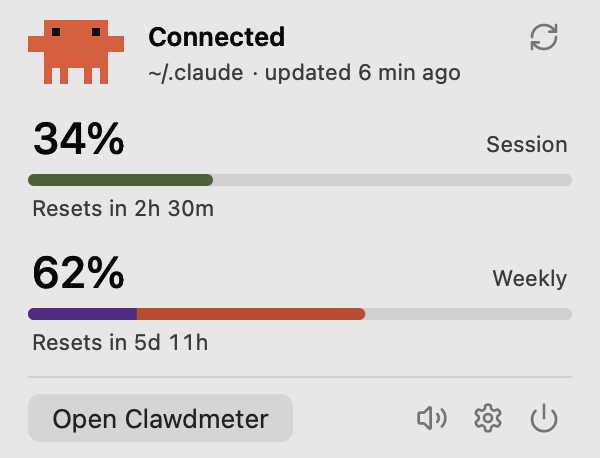 Connected
~/.claude · updated 6 min ago
34%
Session
Resets in 2h 30m
62%
Weekly
Resets in 5d 11h
Open Clawdmeter